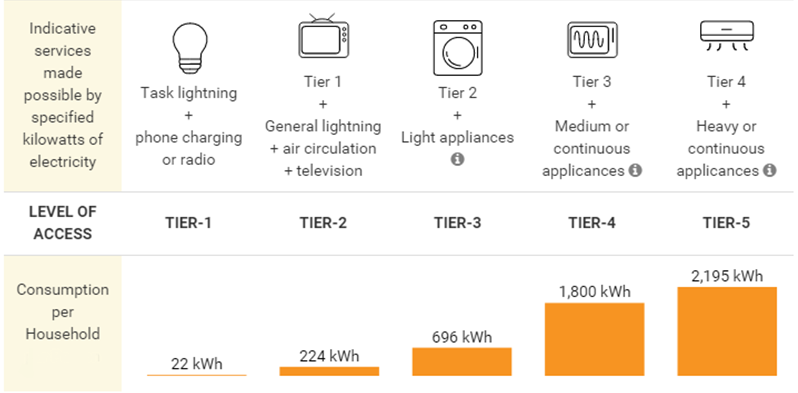 Indicative
services
made
possible by
specified
kilowatts of
electricity
Task lightning
+
phone charging
or radio
Tier 1
+
General lightning
+ air circulation
+ television
Tier 2
+
Light appliances
Tier 3
+
Medium or
continuous
applicances
Tier 4
+
Heavy or
continuous
applicances
LEVEL OF
ACCESS
TIER-1
TIER-2
TIER-3
TIER-4
TIER-5
Consumption
per
Household
22 kWh
224 kWh
696 kWh
1,800 kWh
2,195 kWh